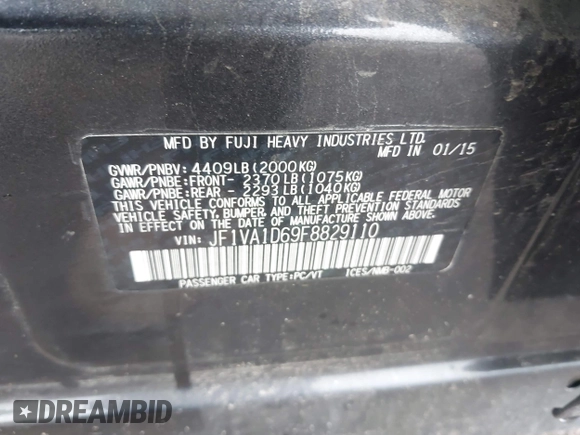 MFD BY FUJI HEAVY INDUSTRIES LTD.
MFD IN 01/15
GVWR/PNBV: 4409LB(2000KG)
GAWR/PNBE:FRONT- 2370LB(1075KG)
GAWR/PNBE:REAR - 2293LB(1040KG)
THIS VEHICLE CONFORMS TO ALL APPLICABLE FEDERAL MOTOR
VEHICLE SAFETY, BUMPER, AND THEFT PREVENTION STANDARDS
IN EFFECT ON THE DATE OF MANUFACTURE SHOWN ABOVE.
VIN: JF1VA1D69F8829110
PASSENGER CAR TYPE:PC/VT ICES/NMB-002
DREAMBID